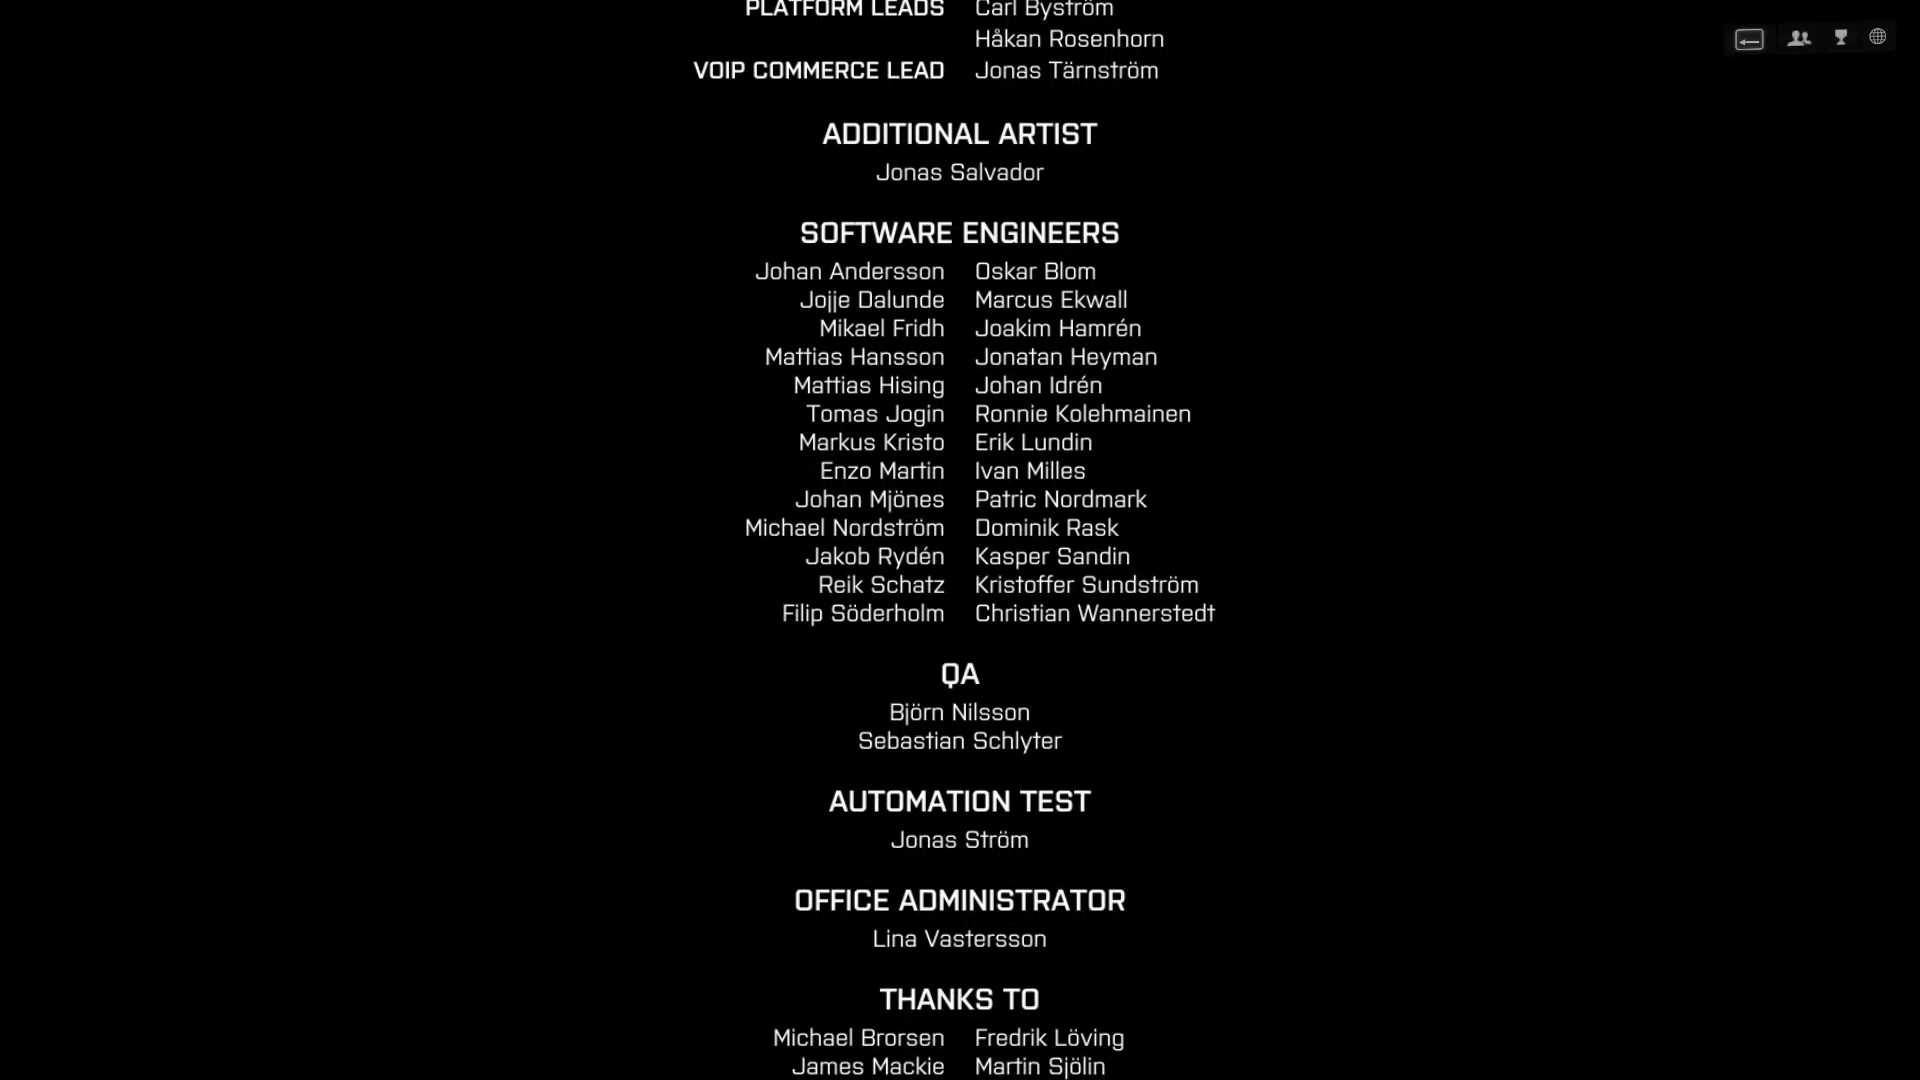 PLATFORM LEADS Carl Byström
Håkan Rosenhorn
VOIP COMMERCE LEAD Jonas Tärnström
ADDITIONAL ARTIST
Jonas Salvador
SOFTWARE ENGINEERS
Johan Andersson Oskar Blom
Jojje Dalunde Marcus Ekwall
Mikael Fridh Joakim Hamrén
Mattias Hansson Jonatan Heyman
Mattias Hising Johan Idrén
Tomas Jogin Ronnie Kolehmainen
Markus Kristo Erik Lundin
Enzo Martin Ivan Milles
Johan Mjönes Patric Nordmark
Michael Nordström Dominik Rask
Jakob Rydén Kasper Sandin
Reik Schatz Kristoffer Sundström
Filip Söderholm Christian Wannerstedt
QA
Björn Nilsson
Sebastian Schlyter
AUTOMATION TEST
Jonas Ström
OFFICE ADMINISTRATOR
Lina Vastersson
THANKS TO
Michael Brorsen Fredrik Löving
James Mackie Martin Sjölin